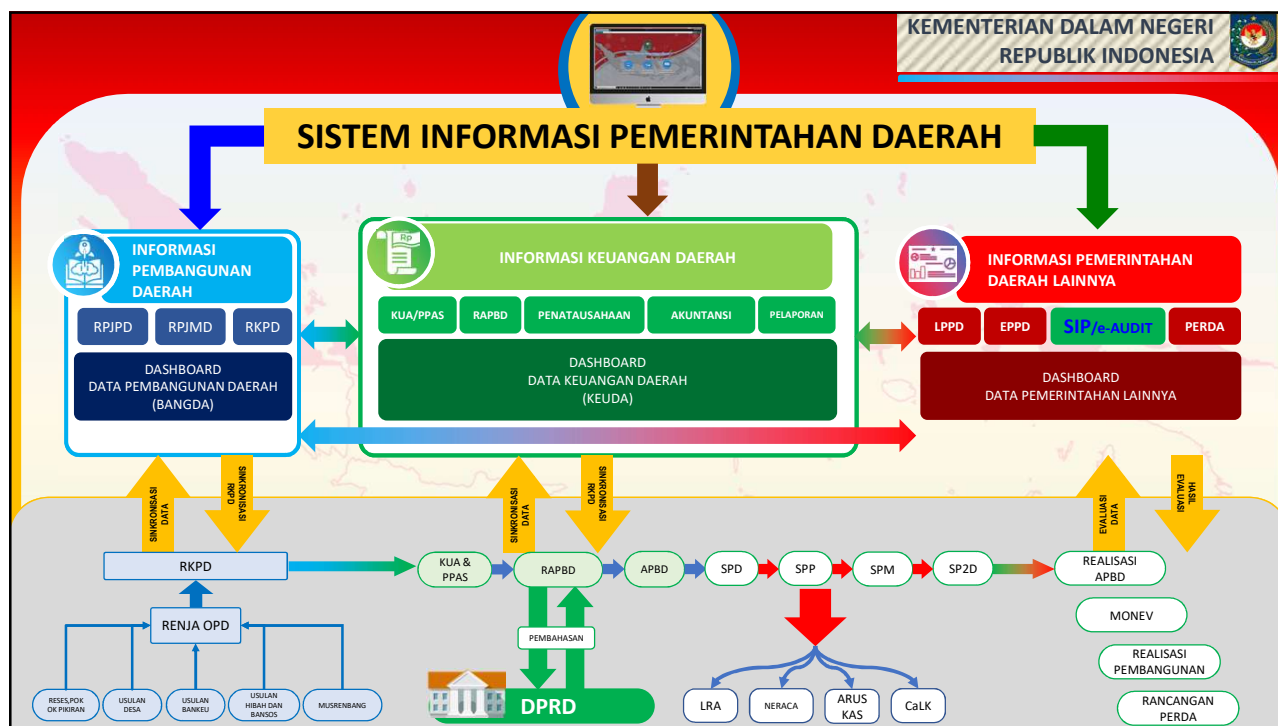 KEMENTERIAN DALAM NEGERI
REPUBLIK INDONESIA
SISTEM INFORMASI PEMERINTAHAN DAERAH
INFORMASI
PEMBANGUNAN
DAERAH
RPJPD
RPJMD
RKPD
DASHBOARD
DATA PEMBANGUNAN DAERAH
(BANGDA)
Rp
INFORMASI KEUANGAN DAERAH
KUA/PPAS
RAPBD
PENATAUSAHAAN
AKUNTANSI
PELAPORAN
DASHBOARD
DATA KEUANGAN DAERAH
(KEUDA)
INFORMASI PEMERINTAHAN
DAERAH LAINNYA
LPPD
EPPD
SIP/e-AUDIT
PERDA
DASHBOARD
DATA PEMERINTAHAN LAINNYA
SINKRONISASI
DATA
SINKRONISASI
RKPD
SINKRONISASI
DATA
SINKRONISASI
RKPD
EVALUASI
DATA
HASIL
EVALUASI
RKPD
KUA &
PPAS
RAPBD
APBD
SPD
SPP
SPM
SP2D
REALISASI
APBD
RENJA OPD
PEMBAHASAN
MONEV
REALISASI
PEMBANGUNAN
RANCANGAN
PERDA
RESES,POK
OK PIKIRAN
USULAN
DESA
USULAN
BANKEU
USULAN
HIBAH DAN
BANSOS
MUSRENBANG
DPRD
LRA
NERACA
ARUS
KAS
CaLK